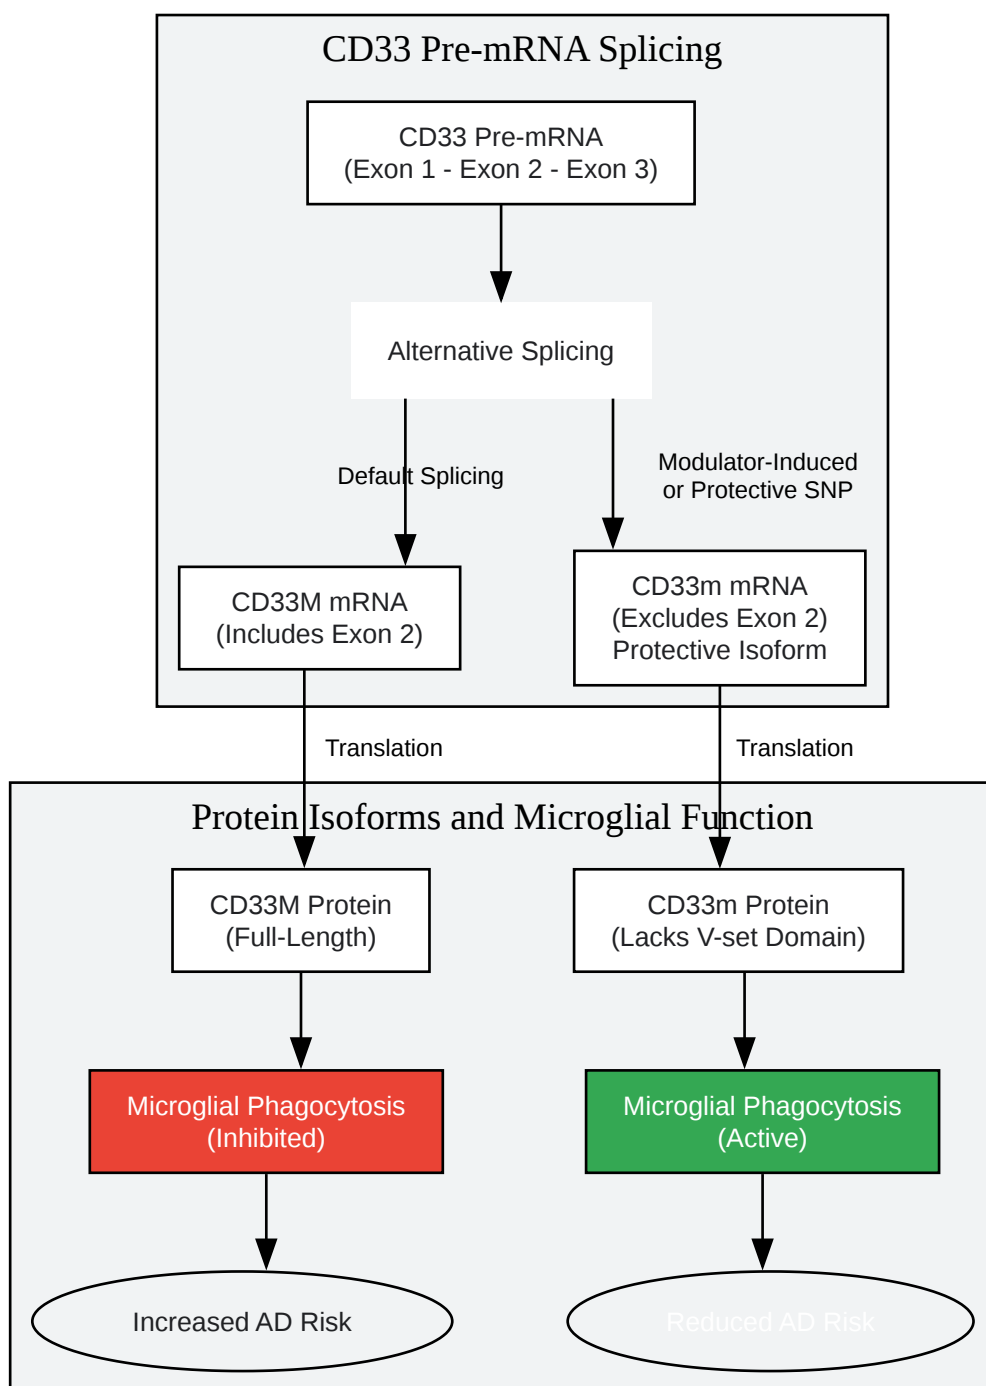 CD33 Pre-mRNA Splicing
CD33 Pre-mRNA
(Exon 1 - Exon 2 - Exon 3)
Alternative Splicing
Default Splicing
Modulator-Induced
or Protective SNP
CD33M mRNA
(Includes Exon 2)
CD33m mRNA
(Excludes Exon 2)
Protective Isoform
Translation
Translation
Protein Isoforms and Microglial Function
CD33M Protein
(Full-Length)
CD33m Protein
(Lacks V-set Domain)
Microglial Phagocytosis
(Inhibited)
Microglial Phagocytosis
(Active)
Increased AD Risk
Reduced AD Risk